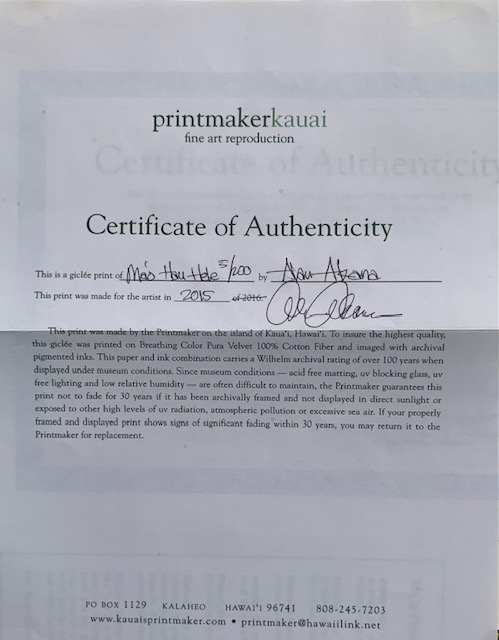 printmakerkauai
fine art reproduction
Certificate of Authenticity
Certificate of Authenticity
This is a giclée print of 5/200 by
This print was made for the artist in 2015 of 2016.
This print was made by the Printmaker on the island of Kaua'i, Hawai'i. To insure the highest quality,
this giclée was printed on Breathing Color Pura Velvet 100% Cotton Fiber and imaged with archival
pigmented inks. This paper and ink combination carries a Wilhelm archival rating of over 100 years when
displayed under museum conditions. Since museum conditions — acid free matting, uv blocking glass, uv
free lighting and low relative humidity — are often difficult to maintain, the Printmaker guarantees this
print not to fade for 30 years if it has been archivally framed and not displayed in direct sunlight or
exposed to other high levels of uv radiation, atmospheric pollution or excessive sea air. If your properly
framed and displayed print shows signs of significant fading within 30 years, you may return it to the
Printmaker for replacement.
PO BOX 1129 KALAHEO HAWAI'I 96741 808-245-7203
www.kauaisprintmaker.com • printmaker@hawaiilink.net